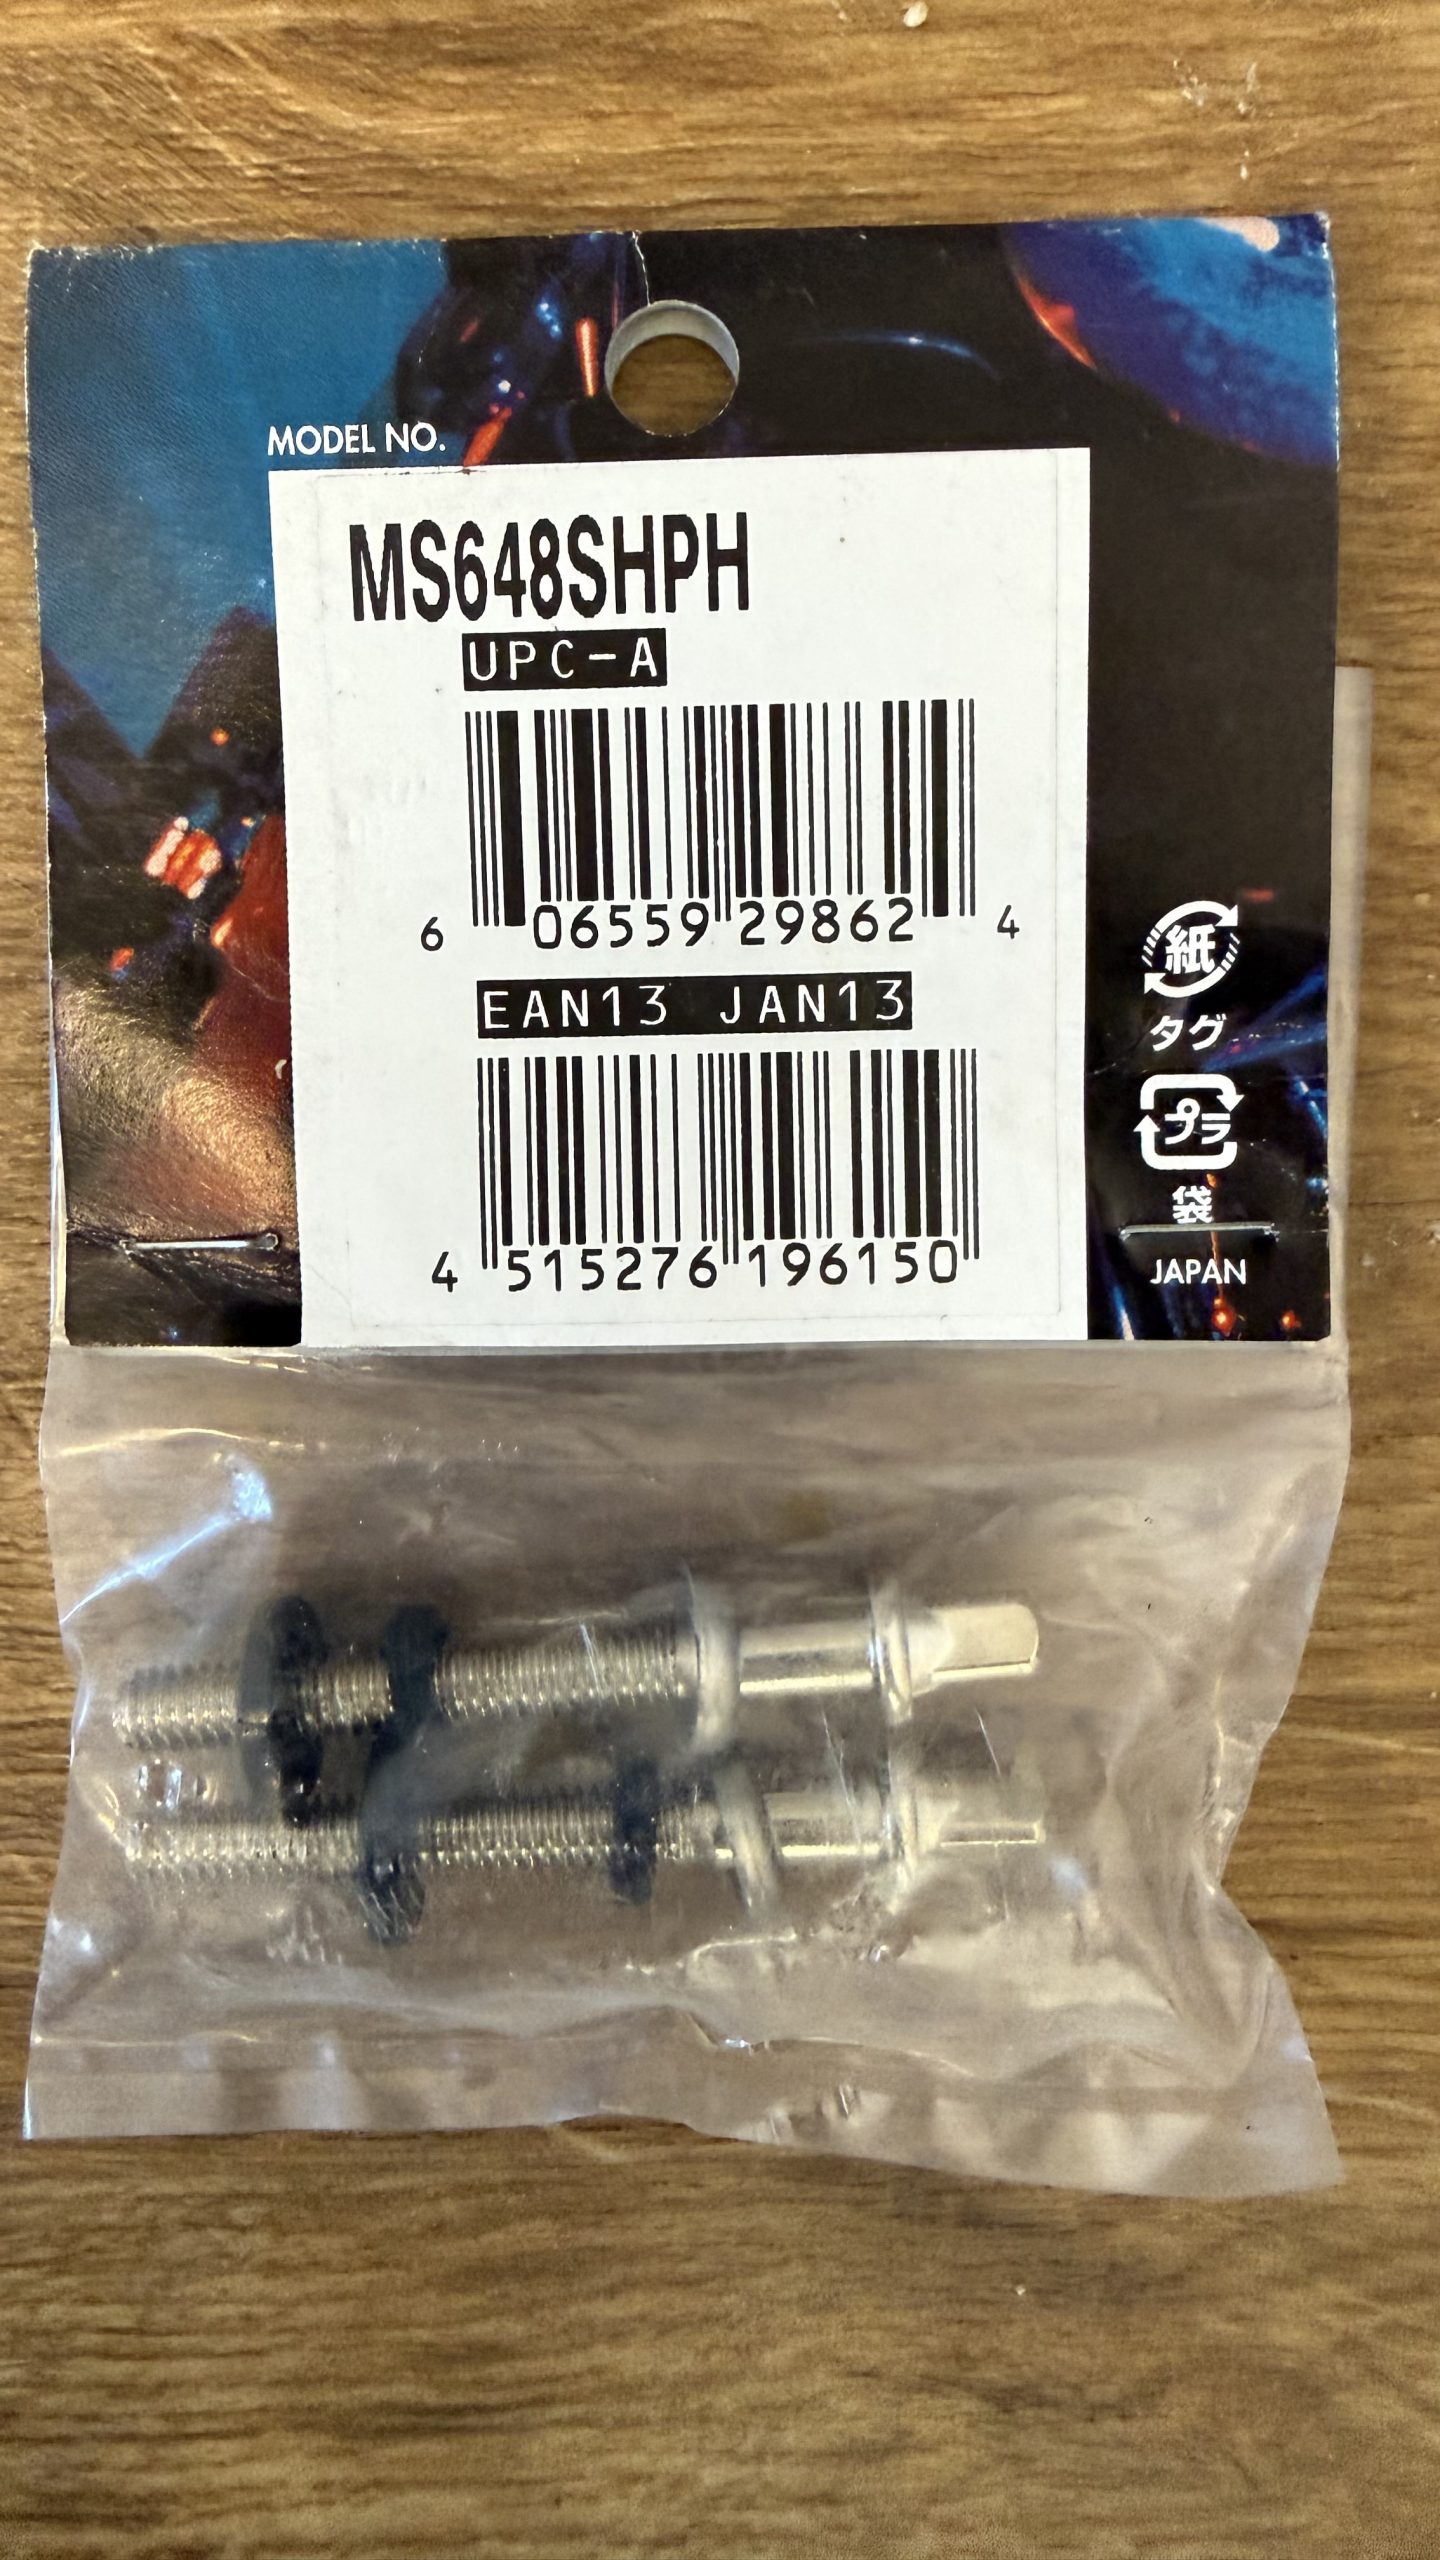 MODEL NO.
MS648SHPH
UPC-A
6 06559 29862 4
EAN13 JAN13
4 515276 196150
紙
タグ
プラ
袋
JAPAN